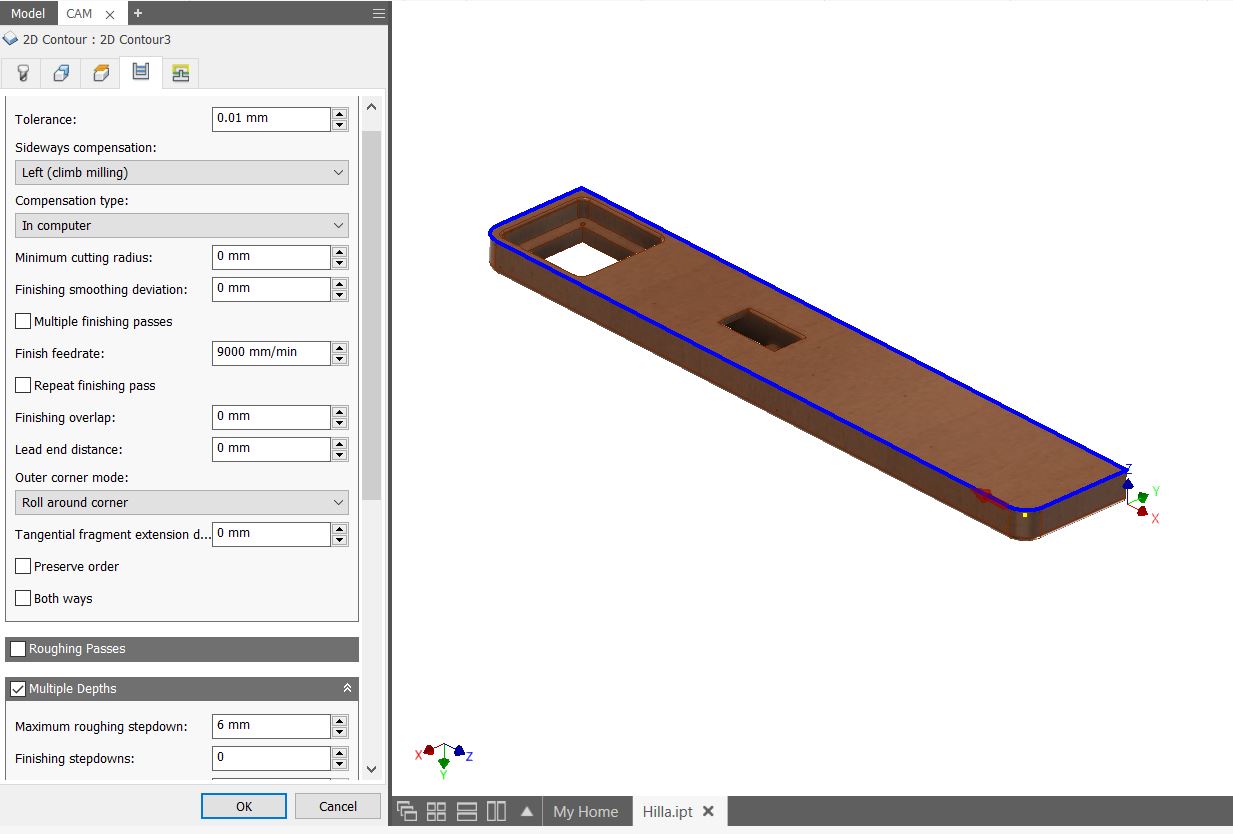 Model
CAM
2D Contour : 2D Contour3
Tolerance: 0.01 mm
Sideways compensation:
Left (climb milling)
Compensation type:
In computer
Minimum cutting radius: 0 mm
Finishing smoothing deviation: 0 mm
Multiple finishing passes
Finish feedrate: 9000 mm/min
Repeat finishing pass
Finishing overlap: 0 mm
Lead end distance: 0 mm
Outer corner mode:
Roll around corner
Tangential fragment extension d... 0 mm
Preserve order
Both ways
Roughing Passes
Multiple Depths
Maximum roughing stepdown: 6 mm
Finishing stepdowns: 0
OK Cancel
Z
Y
X
X
Z
Y
My Home
Hilla.ipt